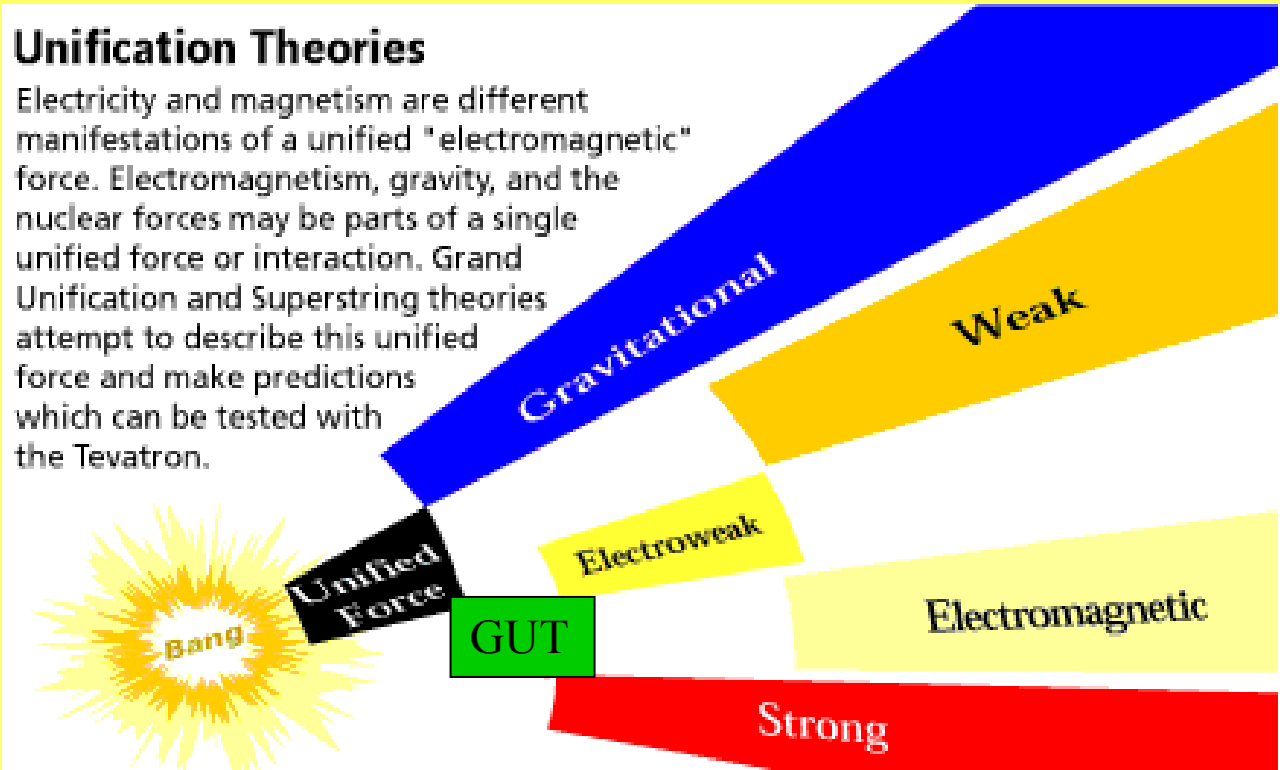 Unification Theories
Electricity and magnetism are different
manifestations of a unified "electromagnetic"
force. Electromagnetism, gravity, and the
nuclear forces may be parts of a single
unified force or interaction. Grand
Unification and Superstring theories
attempt to describe this unified
force and make predictions
which can be tested with
the Tevatron.
Gravitational
Weak
Electroweak
Unified
Force
Electromagnetic
GUT
Bang
Strong